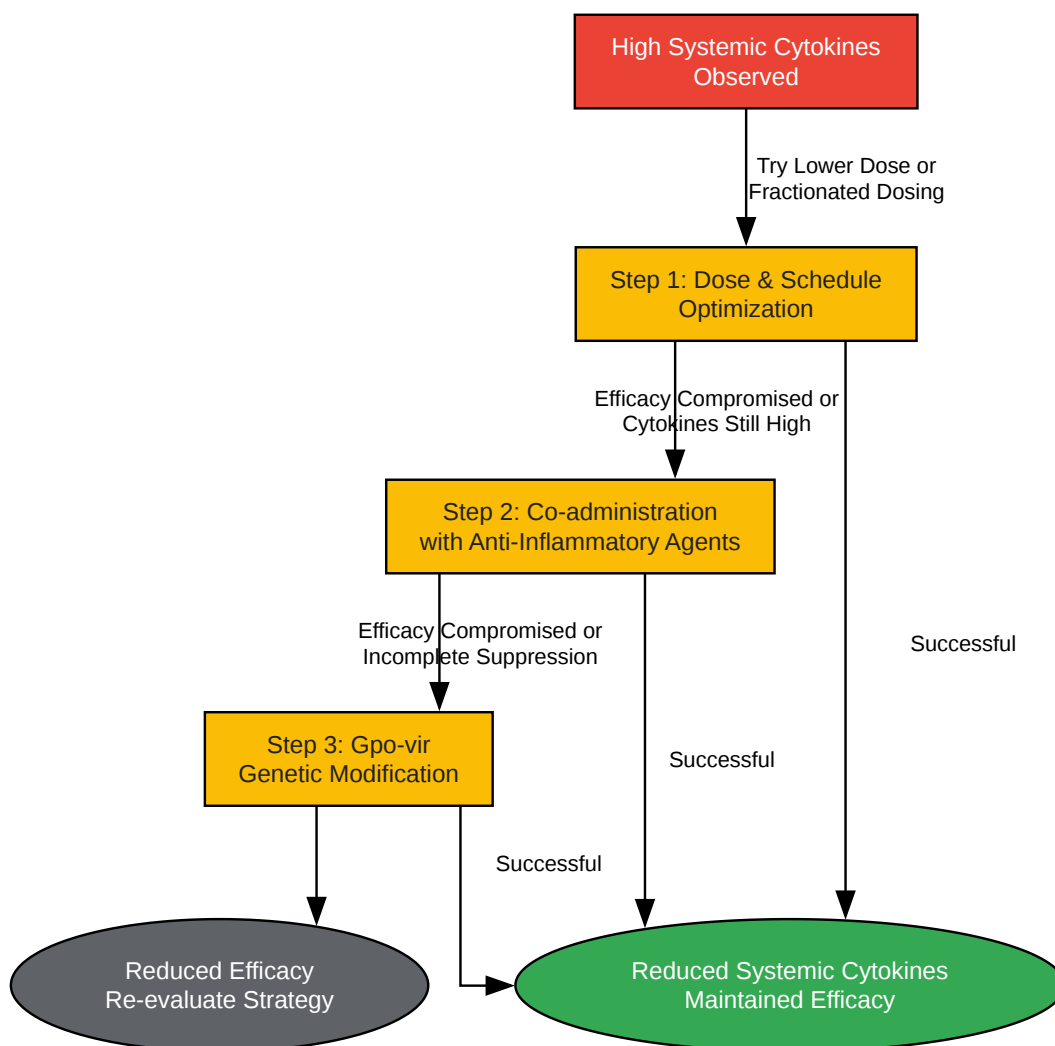 High Systemic Cytokines
Observed
Try Lower Dose or
Fractionated Dosing
Step 1: Dose & Schedule
Optimization
Efficacy Compromised or
Cytokines Still High
Step 2: Co-administration
with Anti-Inflammatory Agents
Efficacy Compromised or
Incomplete Suppression
Successful
Step 3: Gpo-vir
Genetic Modification
Successful
Successful
Reduced Efficacy
Re-evaluate Strategy
Reduced Systemic Cytokines
Maintained Efficacy